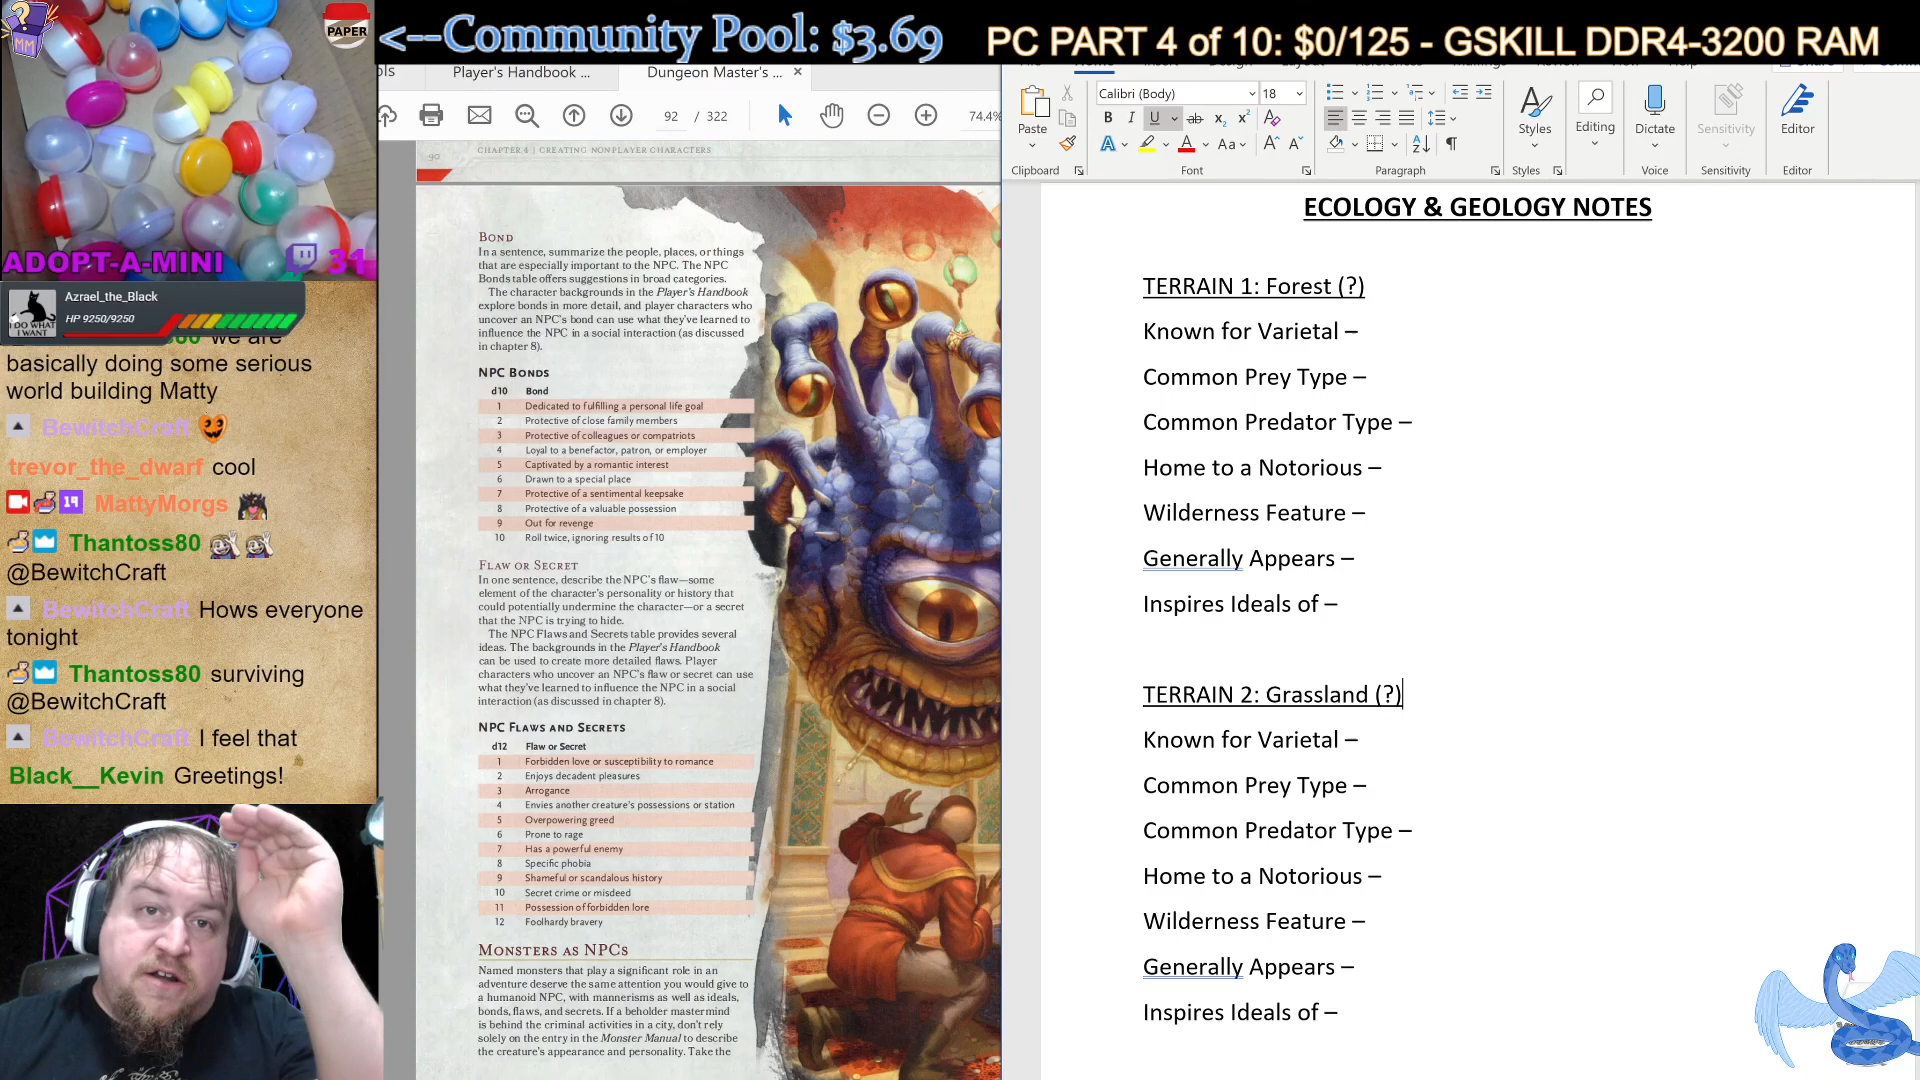 MM
PAPER
<--Community Pool: $3.69
PC PART 4 of 10: $0/125 - GSKILL DDR4-3200 RAM
ols
Player's Handbook ...
Dungeon Master's ... ×
92 / 322
74.4%
Calibri (Body)
18
Paste
Styles
Editing
Dictate
Sensitivity
Editor
Clipboard
Font
Paragraph
Styles
Voice
Sensitivity
Editor
ADOPT-A-MINI
31
Azrael_the_Black
HP 9250/9250
I DO WHAT
I WANT
we are
basically doing some serious
world building Matty
BewitchCraft
trevor_the_dwarf cool
19 MattyMorgs
Thantoss80
@BewitchCraft
BewitchCraft Hows everyone
tonight
Thantoss80 surviving
@BewitchCraft
BewitchCraft I feel that
Black__Kevin Greetings!
90
CHAPTER 4 | CREATING NONPLAYER CHARACTERS
BOND
In a sentence, summarize the people, places, or things
that are especially important to the NPC. The NPC
Bonds table offers suggestions in broad categories.
The character backgrounds in the Player's Handbook
explore bonds in more detail, and player characters who
uncover an NPC's bond can use what they've learned to
influence the NPC in a social interaction (as discussed
in chapter 8).
NPC BONDS
d10 Bond
1 Dedicated to fulfilling a personal life goal
2 Protective of close family members
3 Protective of colleagues or compatriots
4 Loyal to a benefactor, patron, or employer
5 Captivated by a romantic interest
6 Drawn to a special place
7 Protective of a sentimental keepsake
8 Protective of a valuable possession
9 Out for revenge
10 Roll twice, ignoring results of 10
FLAW OR SECRET
In one sentence, describe the NPC's flaw—some
element of the character's personality or history that
could potentially undermine the character—or a secret
that the NPC is trying to hide.
The NPC Flaws and Secrets table provides several
ideas. The backgrounds in the Player's Handbook
can be used to create more detailed flaws. Player
characters who uncover an NPC's flaw or secret can use
what they've learned to influence the NPC in a social
interaction (as discussed in chapter 8).
NPC FLAWS AND SECRETS
d12 Flaw or Secret
1 Forbidden love or susceptibility to romance
2 Enjoys decadent pleasures
3 Arrogance
4 Envies another creature's possessions or station
5 Overpowering greed
6 Prone to rage
7 Has a powerful enemy
8 Specific phobia
9 Shameful or scandalous history
10 Secret crime or misdeed
11 Possession of forbidden lore
12 Foolhardy bravery
MONSTERS AS NPCS
Named monsters that play a significant role in an
adventure deserve the same attention you would give to
a humanoid NPC, with mannerisms as well as ideals,
bonds, flaws, and secrets. If a beholder mastermind
is behind the criminal activities in a city, don't rely
solely on the entry in the Monster Manual to describe
the creature's appearance and personality. Take the
ECOLOGY & GEOLOGY NOTES
TERRAIN 1: Forest (?)
Known for Varietal –
Common Prey Type –
Common Predator Type –
Home to a Notorious –
Wilderness Feature –
Generally Appears –
Inspires Ideals of –
TERRAIN 2: Grassland (?)
Known for Varietal –
Common Prey Type –
Common Predator Type –
Home to a Notorious –
Wilderness Feature –
Generally Appears –
Inspires Ideals of –